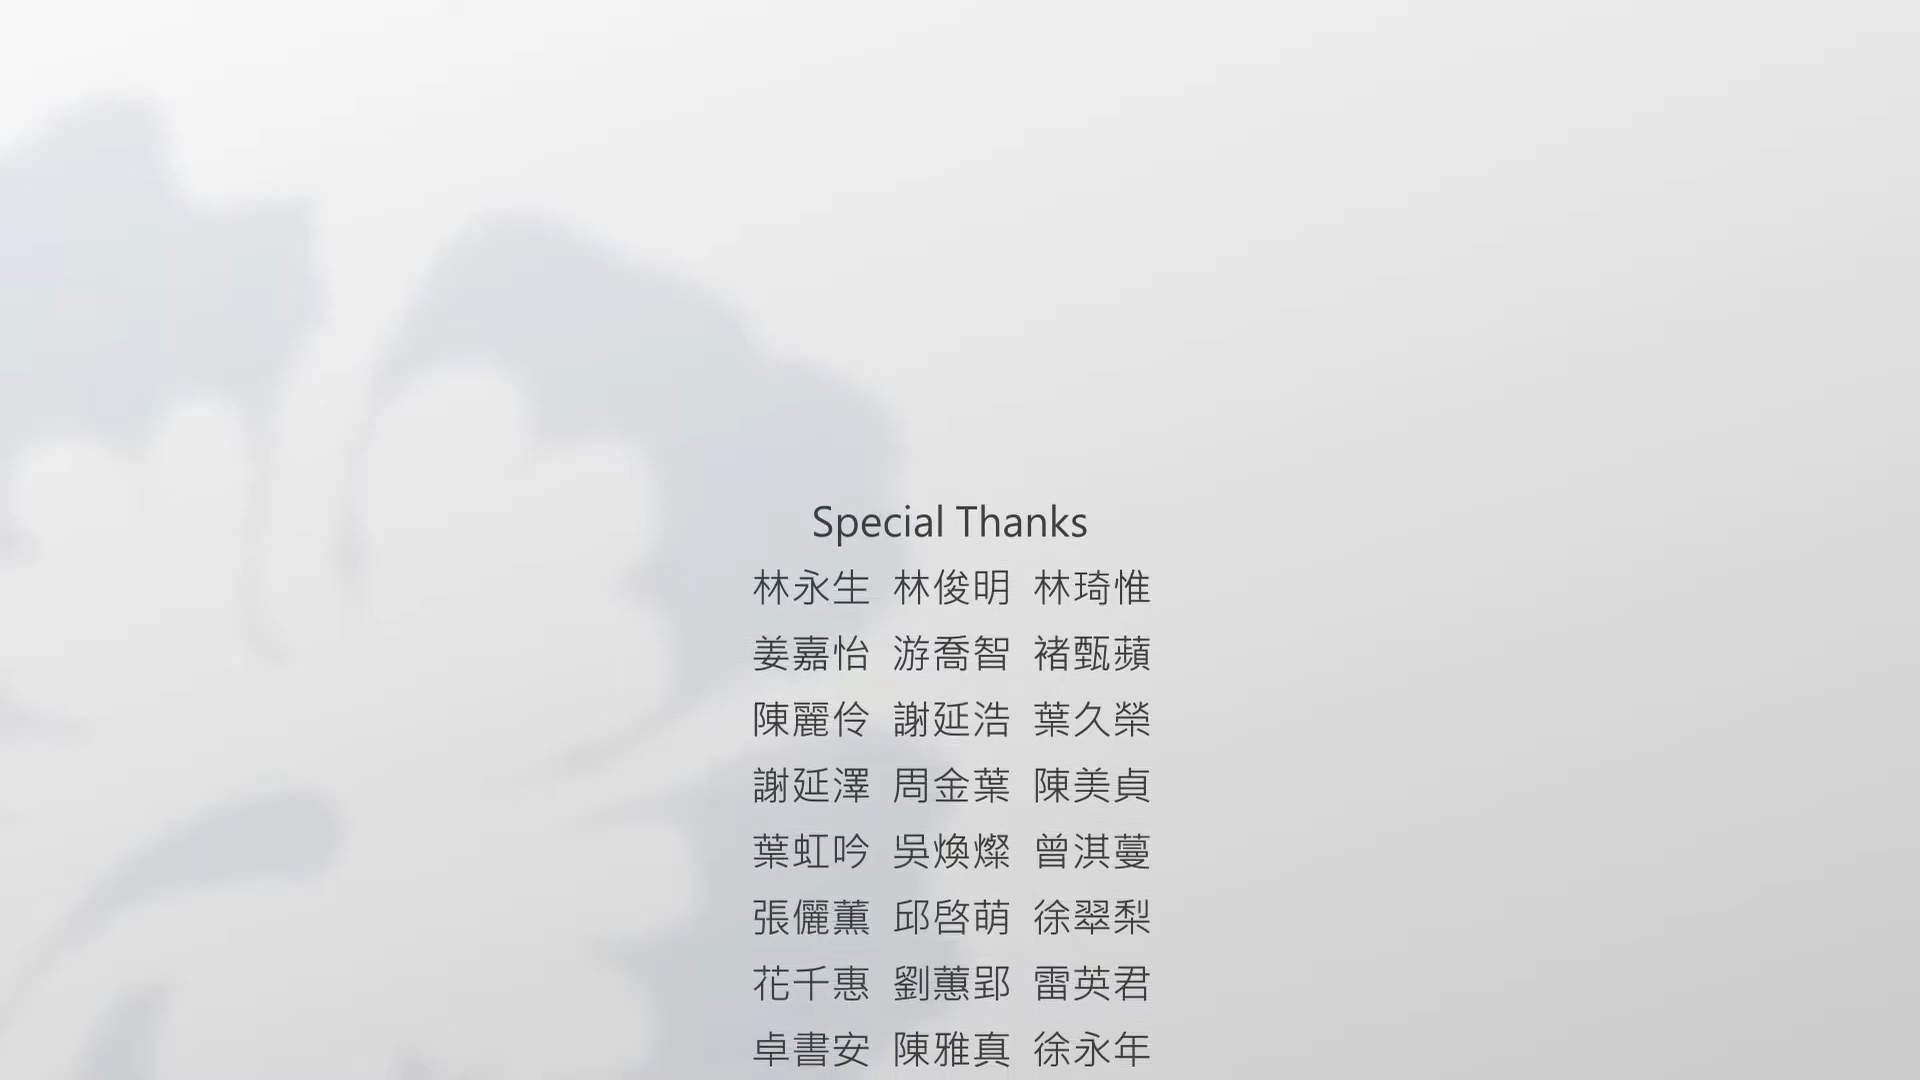 Special Thanks
林永生 林俊明 林琦惟
姜嘉怡 游喬智 褚甄蘋
陳麗伶 謝延浩 葉久榮
謝延澤 周金葉 陳美貞
葉虹吟 吳煥燦 曾淇蔓
張儷薰 邱啓萌 徐翠梨
花千惠 劉蕙郢 雷英君
卓書安 陳雅真 徐永年